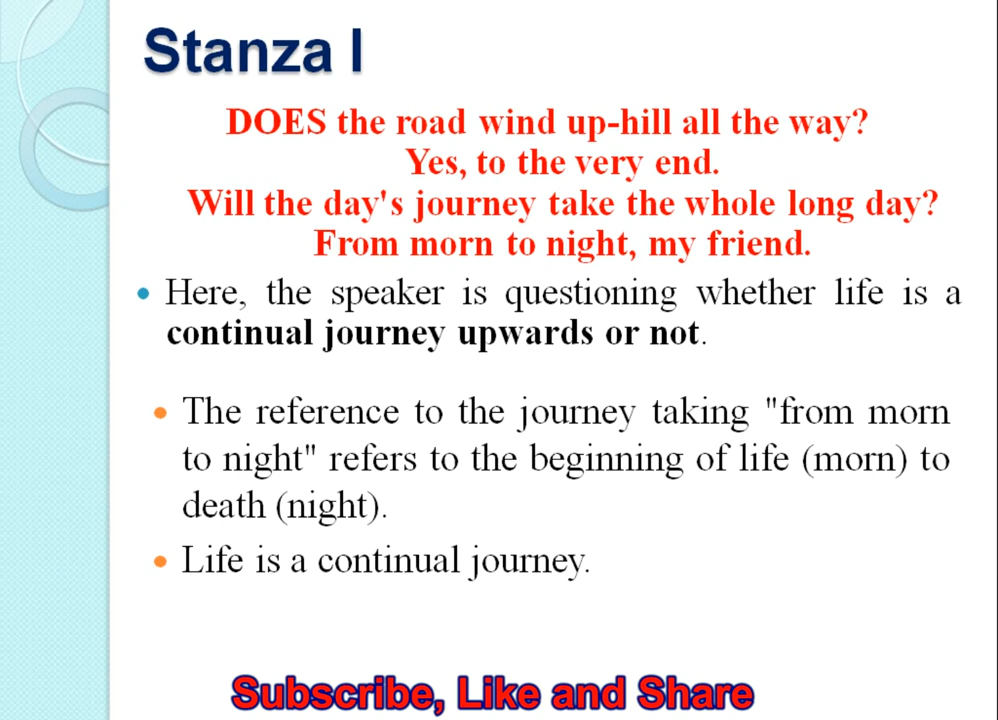 Stanza I
DOES the road wind up-hill all the way?
Yes, to the very end.
Will the day's journey take the whole long day?
From morn to night, my friend.
Here, the speaker is questioning whether life is a
continual journey upwards or not.
The reference to the journey taking "from morn
to night" refers to the beginning of life (morn) to
death (night).
Life is a continual journey.
Subscribe, Like and Share